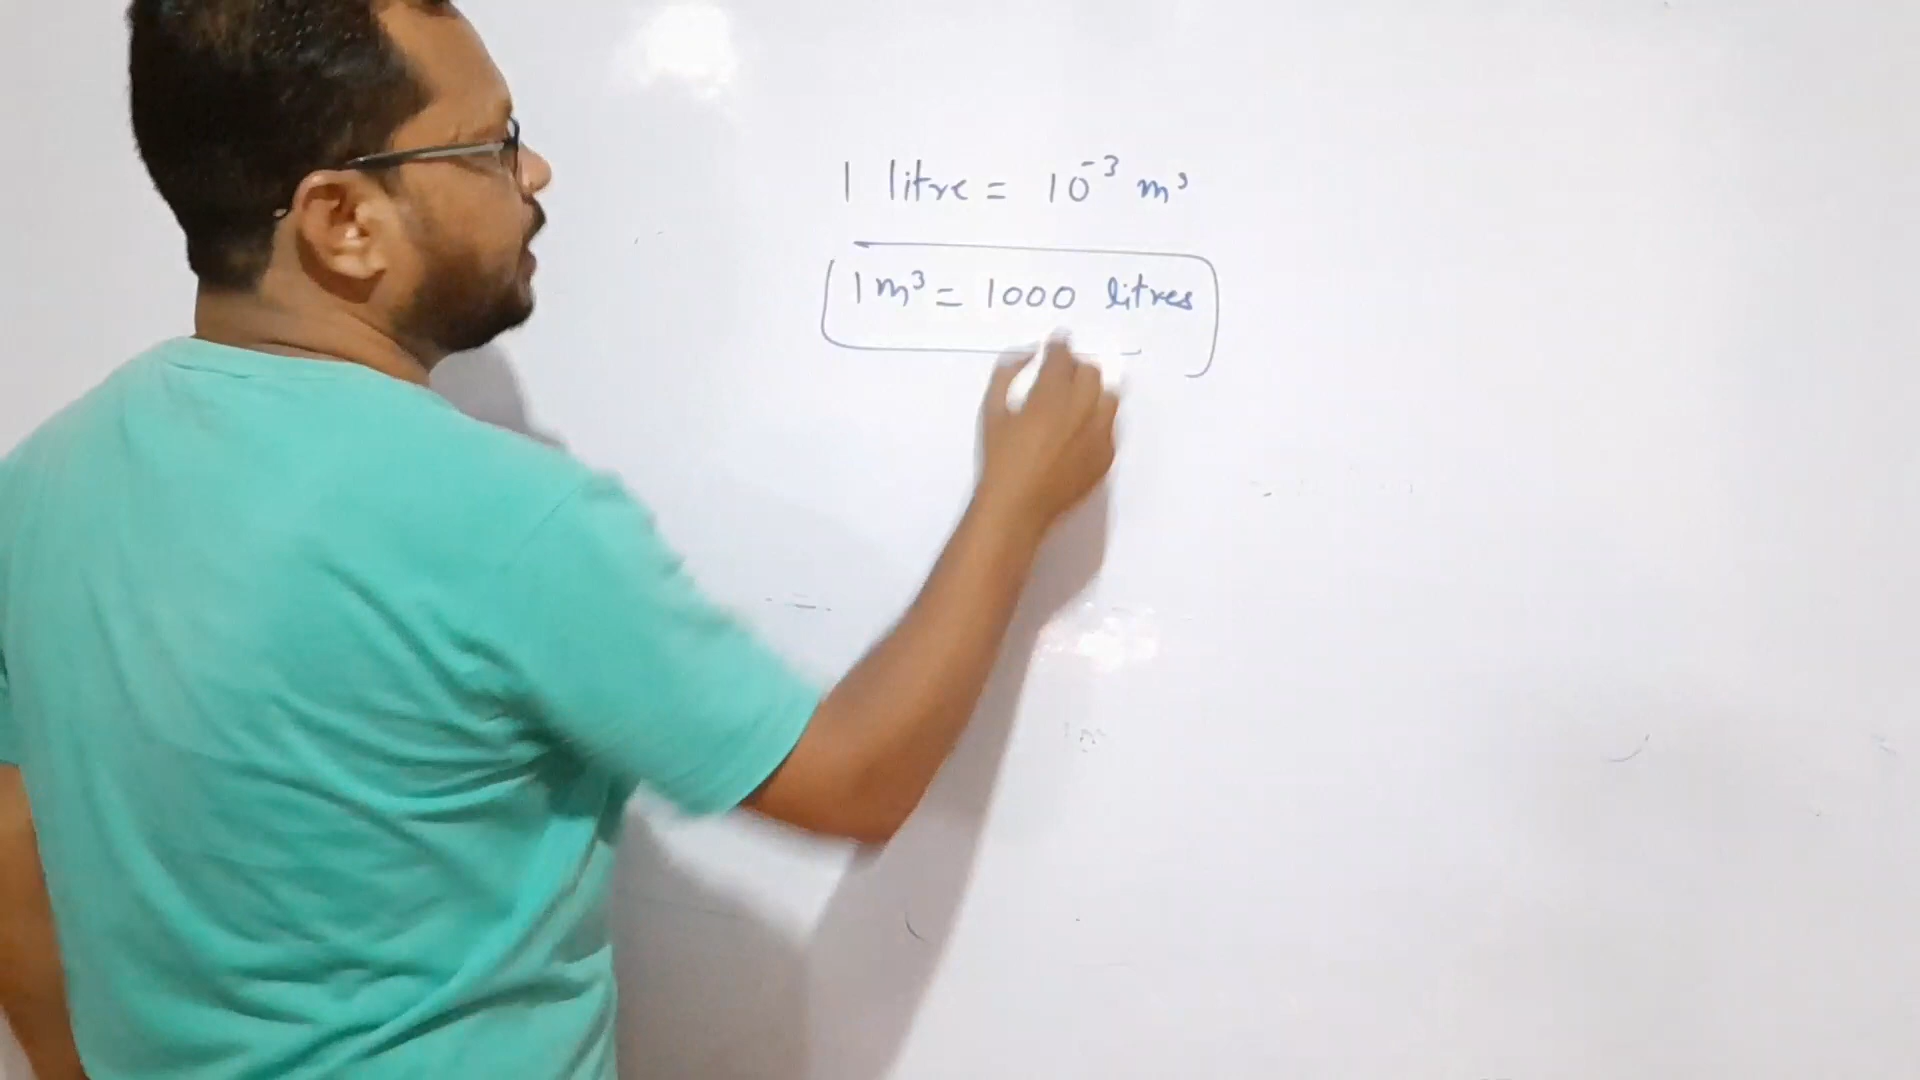 1 litre = 10⁻³ m³
1 m³ = 1000 litres